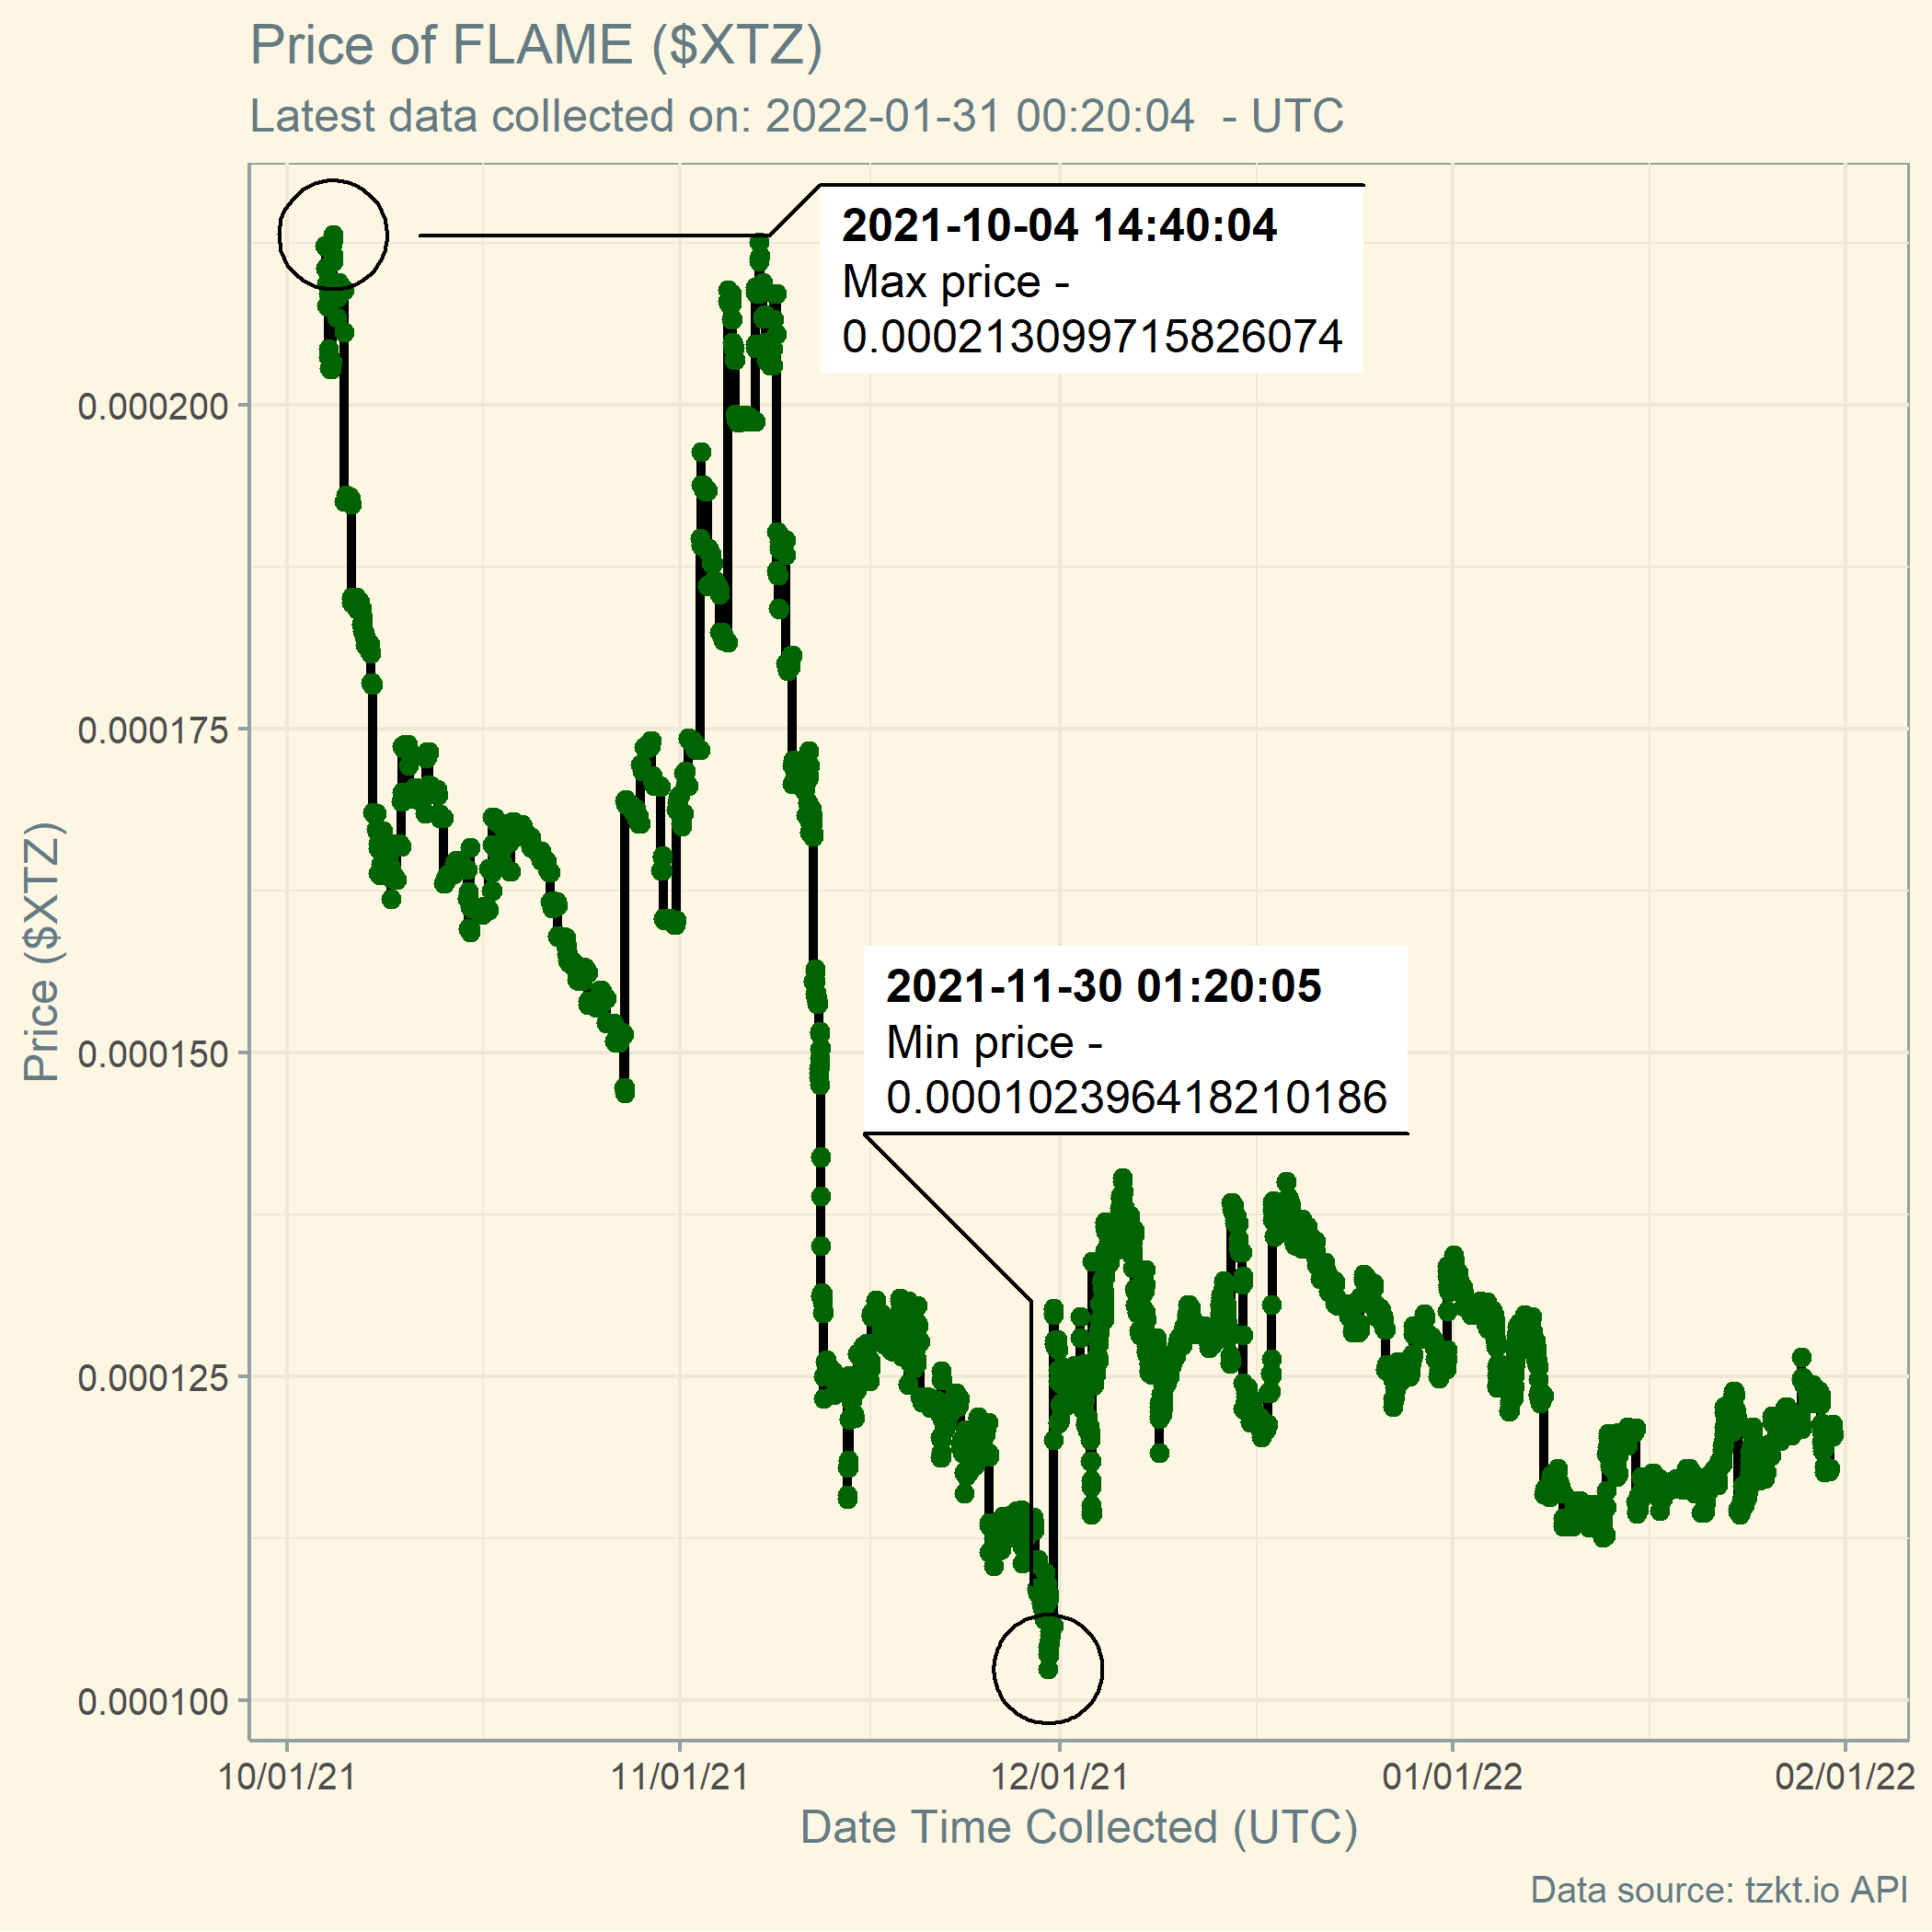 Price of FLAME ($XTZ)
Latest data collected on: 2022-01-31 00:20:04  - UTC
2021-10-04 14:40:04
Max price -
0.000213099715826074
0.000200
0.000175
2021-11-30 01:20:05
Min price -
0.000102396418210186
0.000150
0.000125
0.000100
Price ($XTZ)
10/01/21 11/01/21 12/01/21 01/01/22 02/01/22
Date Time Collected (UTC)
Data source: tzkt.io API